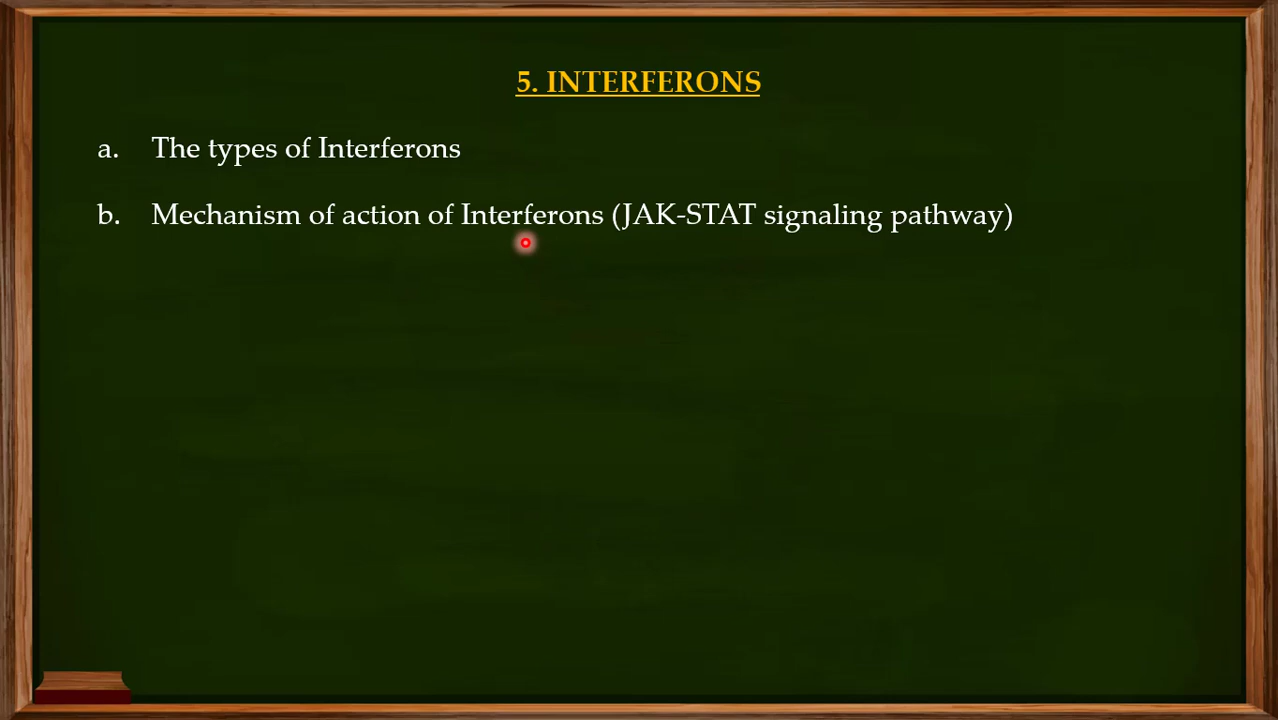 5. INTERFERONS
a. The types of Interferons
b. Mechanism of action of Interferons (JAK-STAT signaling pathway)